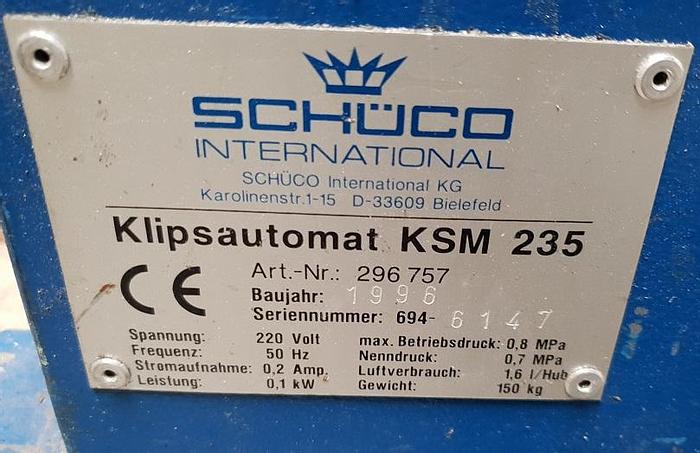 SCHÜCO
INTERNATIONAL
SCHÜCO International KG
Karolinenstr.1-15 D-33609 Bielefeld
Klipsautomat KSM 235
CE
Art.-Nr.: 296 757
Baujahr: 1996
Seriennummer: 694-6147
Spannung: 220 Volt max. Betriebsdruck: 0,8 MPa
Frequenz: 50 Hz Nenndruck: 0,7 MPa
Stromaufnahme: 0,2 Amp. Luftverbrauch: 1,6 l/Hub
Leistung: 0,1 kW Gewicht: 150 kg